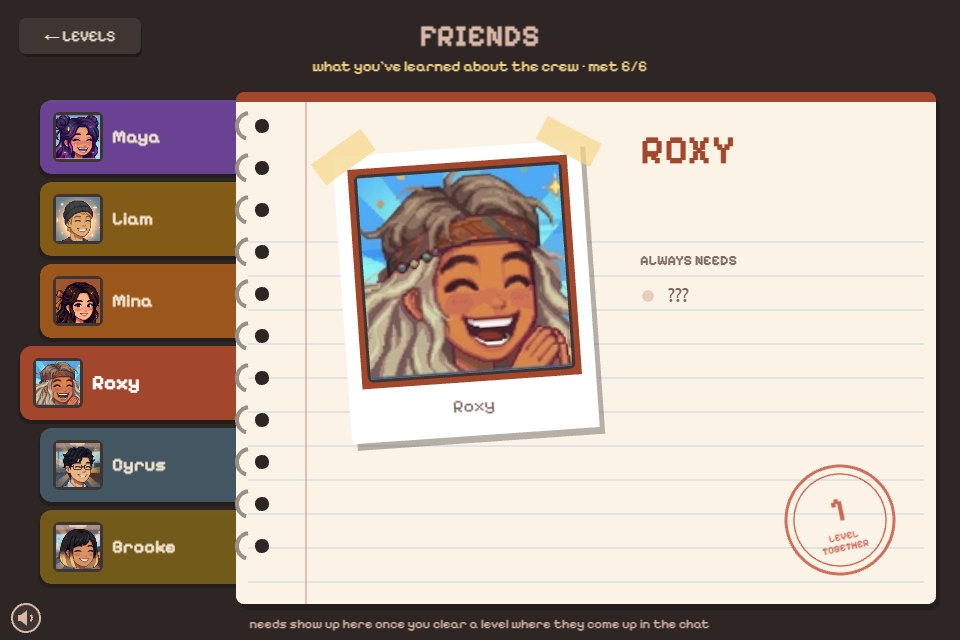 ← LEVELS
FRIENDS
what you've learned about the crew · met 6/6
Maya
Liam
Mina
Roxy
Cyrus
Brooke
Roxy
ROXY
ALWAYS NEEDS
???
1
LEVEL
TOGETHER
needs show up here once you clear a level where they come up in the chat